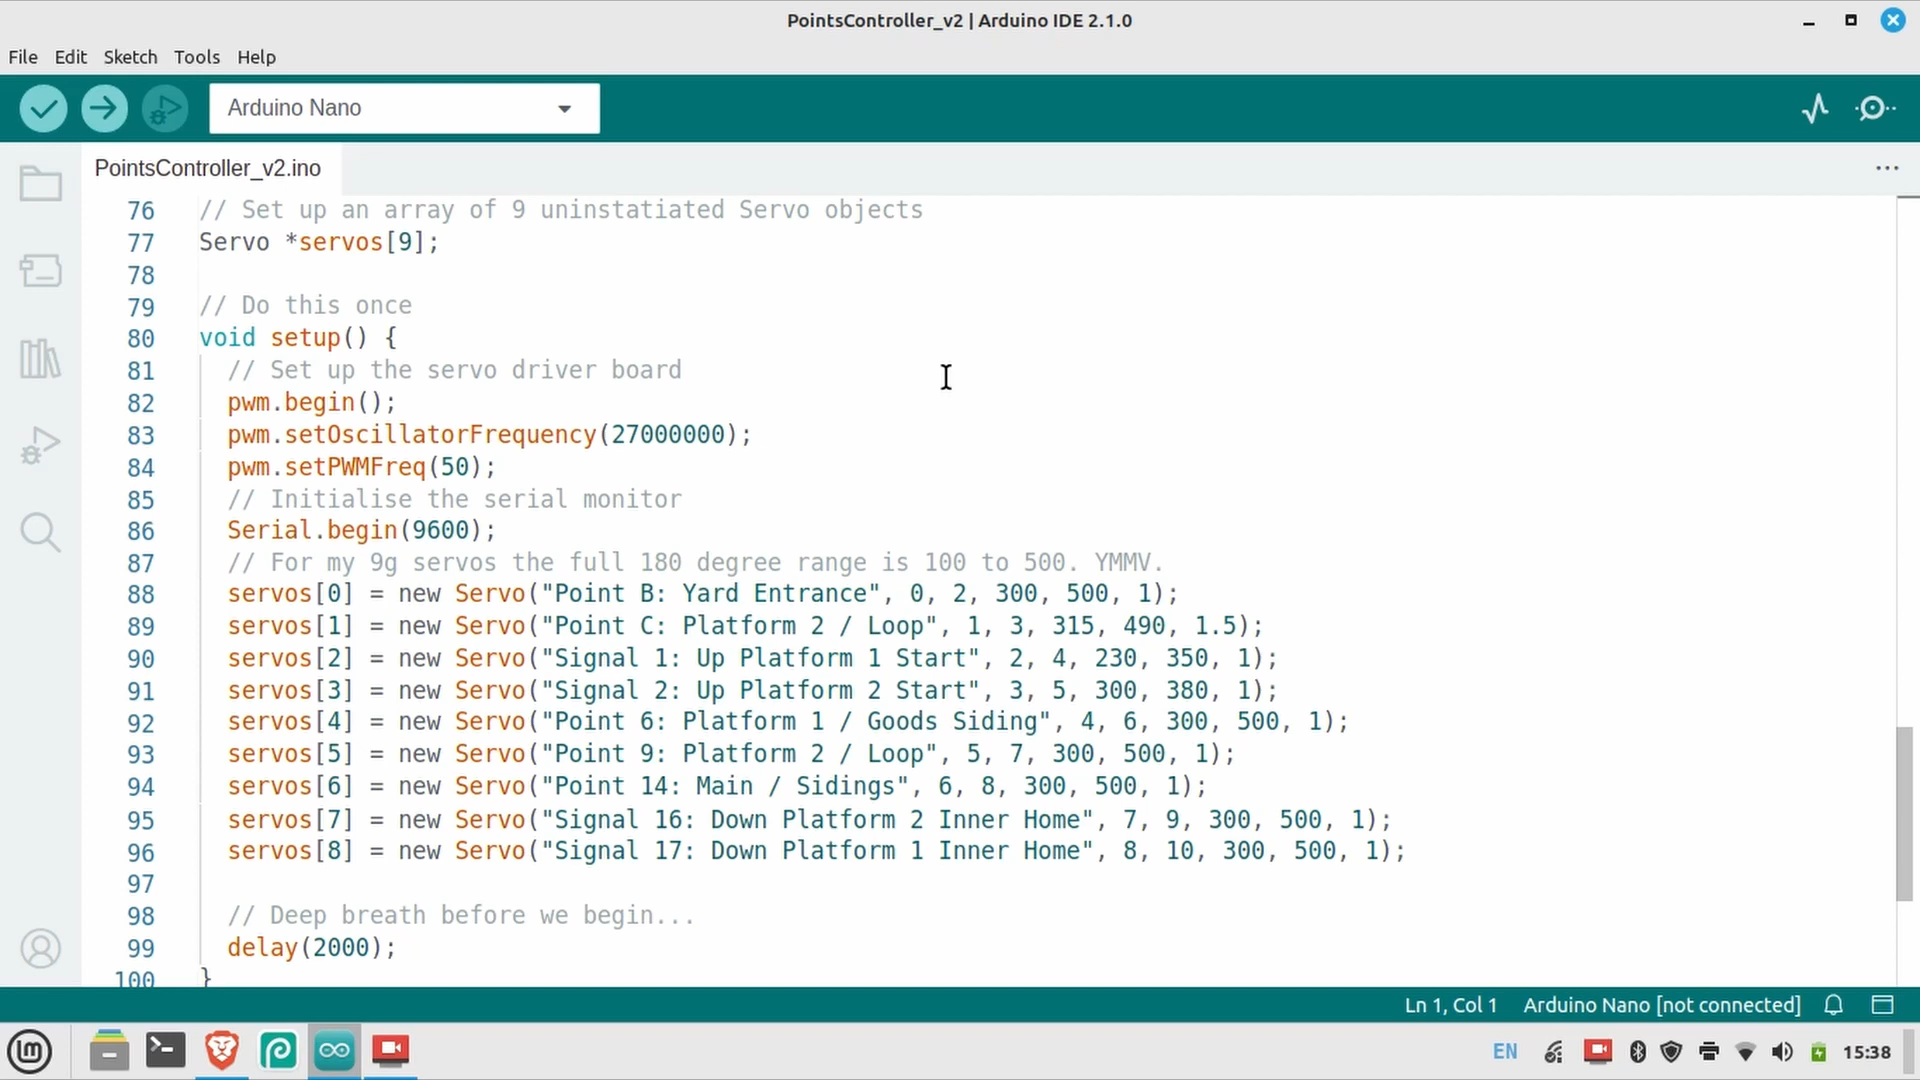 PointsController_v2 | Arduino IDE 2.1.0
File Edit Sketch Tools Help
Arduino Nano
PointsController_v2.ino
76 // Set up an array of 9 uninstatiated Servo objects
77 Servo *servos[9];
78
79 // Do this once
80 void setup() {
81 // Set up the servo driver board
82 pwm.begin();
83 pwm.setOscillatorFrequency(27000000);
84 pwm.setPWMFreq(50);
85 // Initialise the serial monitor
86 Serial.begin(9600);
87 // For my 9g servos the full 180 degree range is 100 to 500. YMMV.
88 servos[0] = new Servo("Point B: Yard Entrance", 0, 2, 300, 500, 1);
89 servos[1] = new Servo("Point C: Platform 2 / Loop", 1, 3, 315, 490, 1.5);
90 servos[2] = new Servo("Signal 1: Up Platform 1 Start", 2, 4, 230, 350, 1);
91 servos[3] = new Servo("Signal 2: Up Platform 2 Start", 3, 5, 300, 380, 1);
92 servos[4] = new Servo("Point 6: Platform 1 / Goods Siding", 4, 6, 300, 500, 1);
93 servos[5] = new Servo("Point 9: Platform 2 / Loop", 5, 7, 300, 500, 1);
94 servos[6] = new Servo("Point 14: Main / Sidings", 6, 8, 300, 500, 1);
95 servos[7] = new Servo("Signal 16: Down Platform 2 Inner Home", 7, 9, 300, 500, 1);
96 servos[8] = new Servo("Signal 17: Down Platform 1 Inner Home", 8, 10, 300, 500, 1);
97
98 // Deep breath before we begin...
99 delay(2000);
100 }
Ln 1, Col 1 Arduino Nano [not connected]
EN 15:38